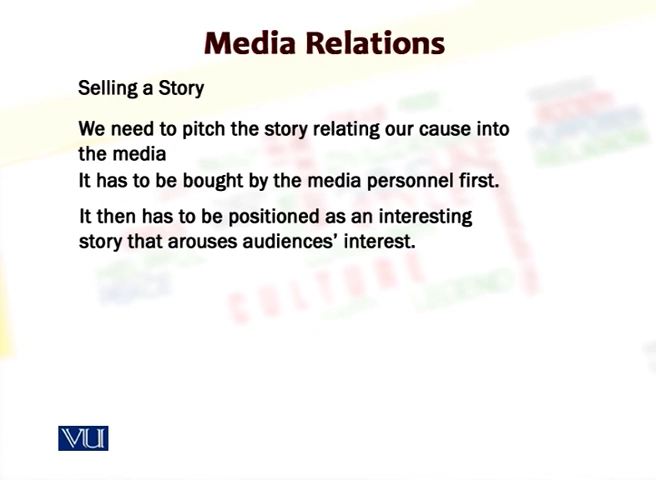 Media Relations
Selling a Story
We need to pitch the story relating our cause into
the media
It has to be bought by the media personnel first.
It then has to be positioned as an interesting
story that arouses audiences' interest.
CULTURE
LEGEND
VU